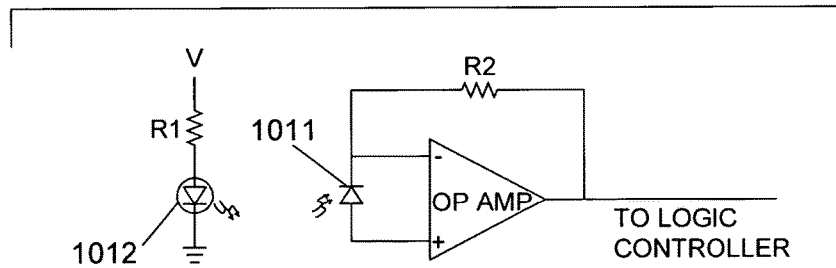 V
R1
1012
1011
R2
-
+
OP AMP
TO LOGIC
CONTROLLER